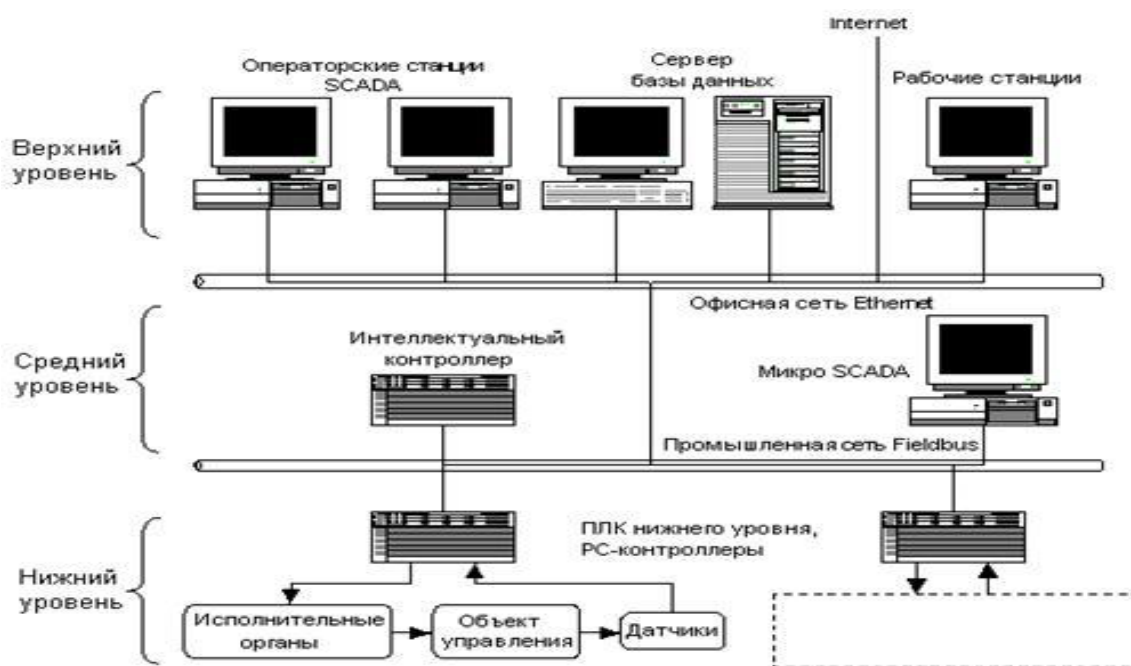 Internet
Операторские станции
SCADA
Сервер
базы данных
Рабочие станции
Верхний
уровень
Офисная сеть Ethernet
Средний
уровень
Интеллектуальный
контроллер
Микро SCADA
Промышленная сеть Fieldbus
Нижний
уровень
ПЛК нижнего уровня,
РС-контроллеры
Исполнительные
органы
Объект
управления
Датчики